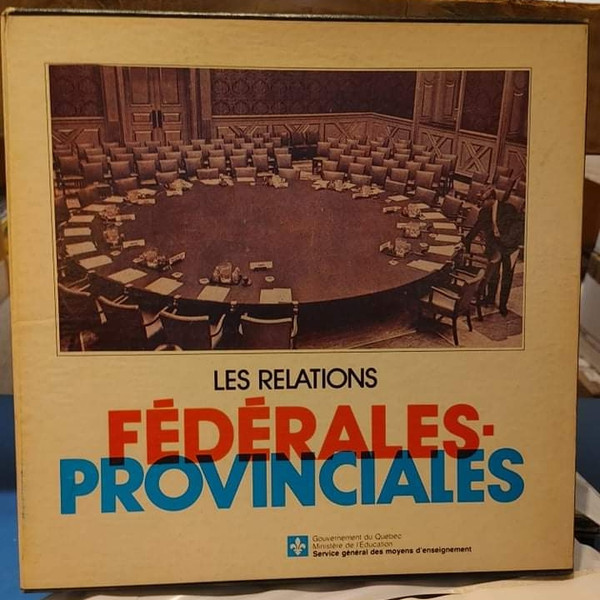 LES RELATIONS
FÉDÉRALES-
PROVINCIALES
Gouvernement du Québec
Ministère de l'Éducation
Service général des moyens d'enseignement